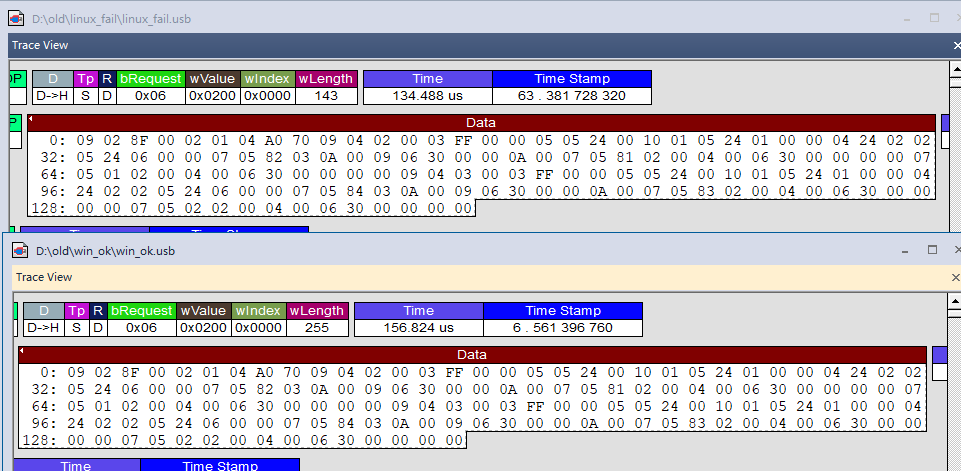 D:\old\linux_fail\linux_fail.usb
Trace View
D Tp R bRequest wValue wIndex wLength Time Time Stamp
D->H S D 0x06 0x0200 0x0000 143 134.488 us 63 . 381 728 320
Data
0: 09 02 8F 00 02 01 04 A0 70 09 04 02 00 03 FF 00 00 05 05 24 00 10 01 05 24 01 00 00 04 24 02 02
32: 05 24 06 00 00 07 05 82 03 0A 00 09 06 30 00 00 0A 00 07 05 81 02 00 04 00 06 30 00 00 00 00 07
64: 05 01 02 00 04 00 06 30 00 00 00 00 09 04 03 00 03 FF 00 00 05 05 24 00 10 01 05 24 01 00 00 04
96: 24 02 02 05 24 06 00 00 07 05 84 03 0A 00 09 06 30 00 00 0A 00 07 05 83 02 00 04 00 06 30 00 00
128: 00 00 07 05 02 02 00 04 00 06 30 00 00 00 00
D:\old\win_ok\win_ok.usb
Trace View
D Tp R bRequest wValue wIndex wLength Time Time Stamp
D->H S D 0x06 0x0200 0x0000 255 156.824 us 6 . 561 396 760
Data
0: 09 02 8F 00 02 01 04 A0 70 09 04 02 00 03 FF 00 00 05 05 24 00 10 01 05 24 01 00 00 04 24 02 02
32: 05 24 06 00 00 07 05 82 03 0A 00 09 06 30 00 00 0A 00 07 05 81 02 00 04 00 06 30 00 00 00 00 07
64: 05 01 02 00 04 00 06 30 00 00 00 00 09 04 03 00 03 FF 00 00 05 05 24 00 10 01 05 24 01 00 00 04
96: 24 02 02 05 24 06 00 00 07 05 84 03 0A 00 09 06 30 00 00 0A 00 07 05 83 02 00 04 00 06 30 00 00
128: 00 00 07 05 02 02 00 04 00 06 30 00 00 00 00
Time Time Stamp